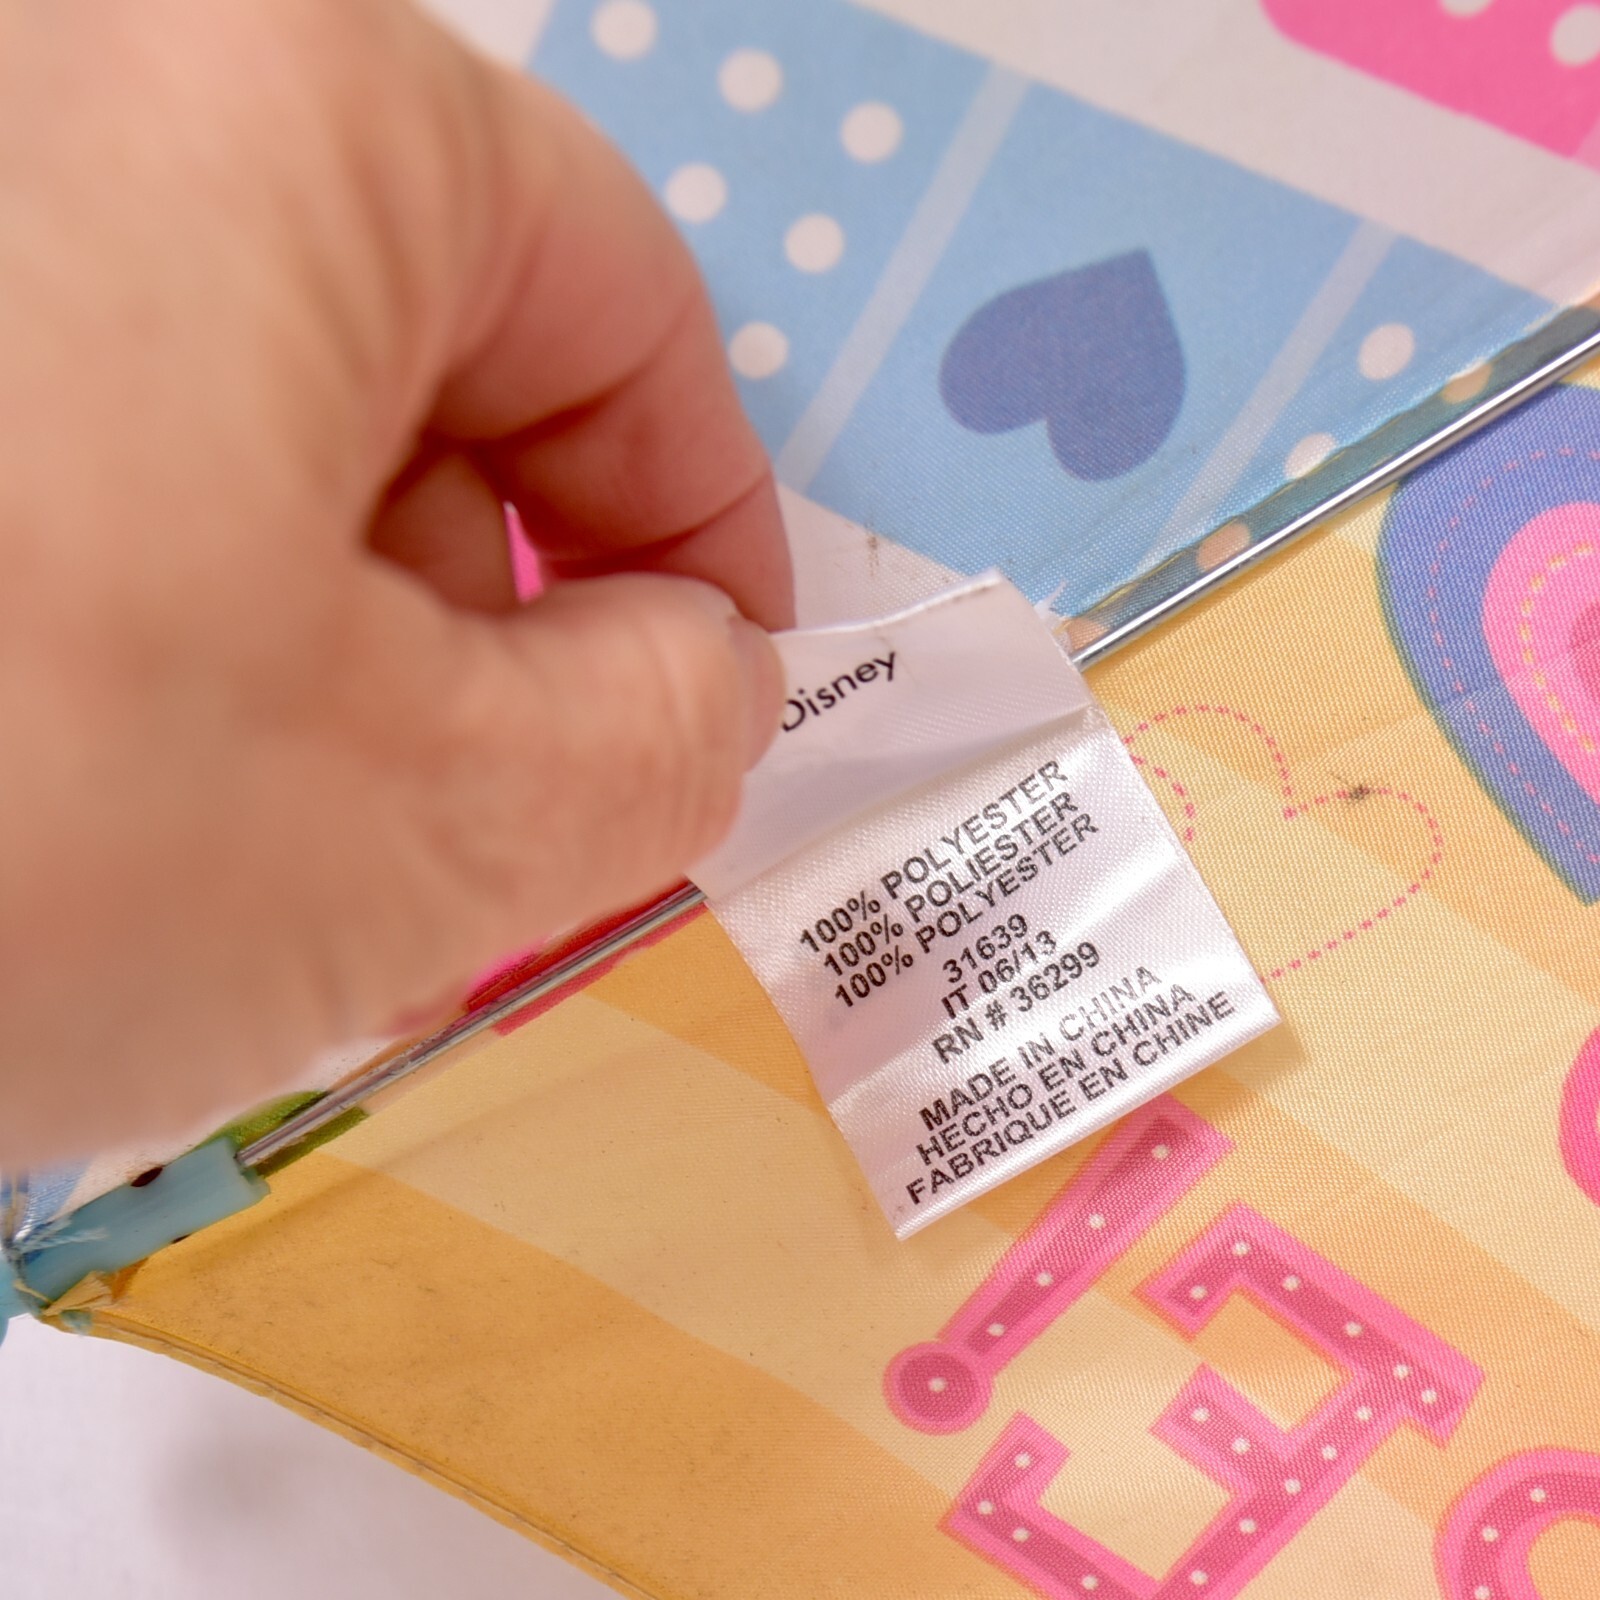 Disney
100% POLYESTER
100% POLIESTER
100% POLYESTER
31639
IT 06/13
RN # 36299
MADE IN CHINA
HECHO EN CHINA
FABRIQUE EN CHINE